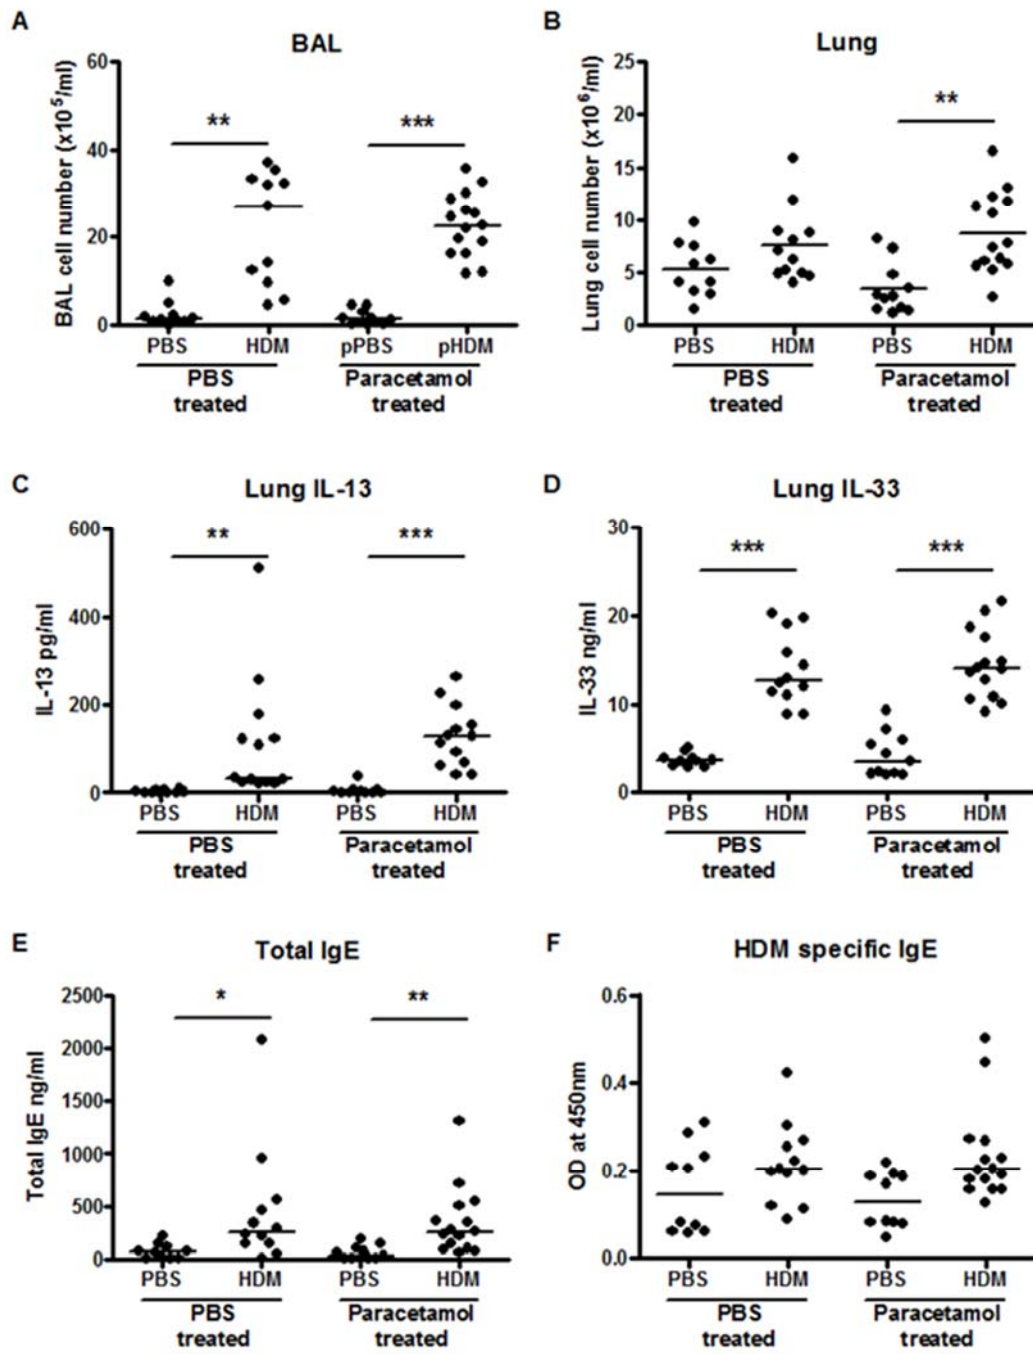 A
BAL
BAL cell number (x10⁵/ml)
60
40
20
0
**
***
PBS HDM pPBS pHDM
PBS treated
Paracetamol treated
B
Lung
Lung cell number (x10⁶/ml)
25
20
15
10
5
0
**
PBS HDM PBS HDM
PBS treated
Paracetamol treated
C
Lung IL-13
IL-13 pg/ml
600
400
200
0
**
***
PBS HDM PBS HDM
PBS treated
Paracetamol treated
D
Lung IL-33
IL-33 ng/ml
30
20
10
0
***
***
PBS HDM PBS HDM
PBS treated
Paracetamol treated
E
Total IgE
Total IgE ng/ml
2500
2000
1500
1000
500
0
*
**
PBS HDM PBS HDM
PBS treated
Paracetamol treated
F
HDM specific IgE
OD at 450nm
0.6
0.4
0.2
0.0
PBS HDM PBS HDM
PBS treated
Paracetamol treated